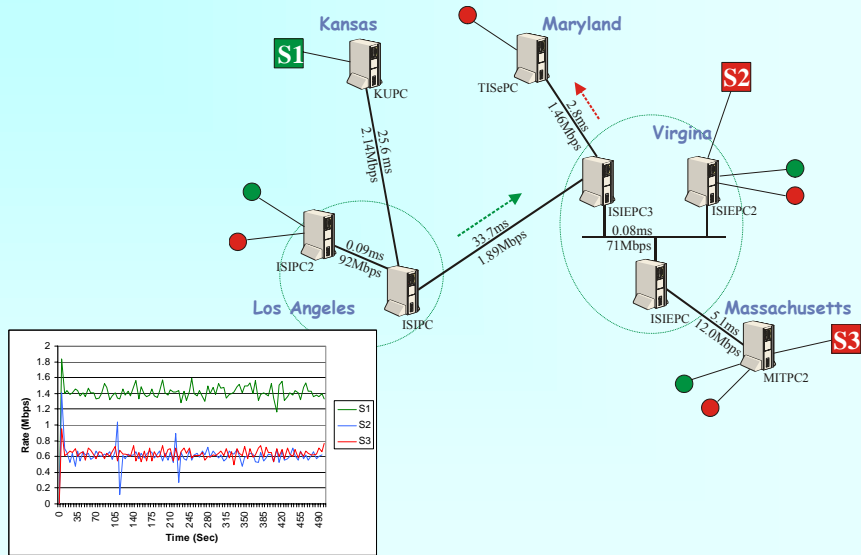 Kansas
Maryland
S1
KUPC
TISePC
S2
Virgina
25.6 ms
2.14Mbps
2.8ms
1.46Mbps
ISIEPC3
ISIEPC2
33.7ms
1.89Mbps
0.08ms
71Mbps
ISIPC2
0.09ms
92Mbps
Los Angeles
ISIPC
ISIEPC
Massachusetts
5.1ms
12.0Mbps
S3
MITPC2
Rate (Mbps)
2
1.8
1.6
1.4
1.2
1
0.8
0.6
0.4
0.2
0
S1
S2
S3
0 35 70 105 140 175 210 245 280 315 350 385 420 455 490
Time (Sec)